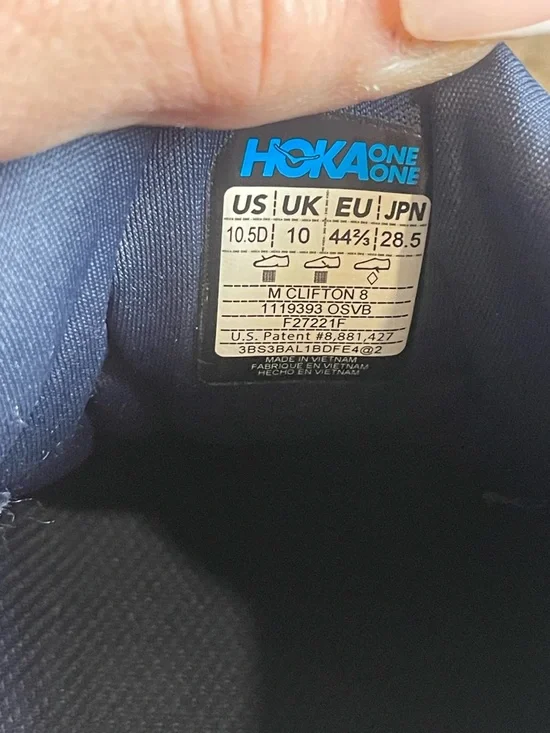 HOKA ONE ONE
US UK EU JPN
10.5D 10 44⅔ 28.5
M CLIFTON 8
1119393 OSVB
F27221F
U.S. Patent #8,881,427
3BS3BAL1BDFE4@2
MADE IN VIETNAM
FABRIQUE EN VIETNAM
HECHO EN VIETNAM